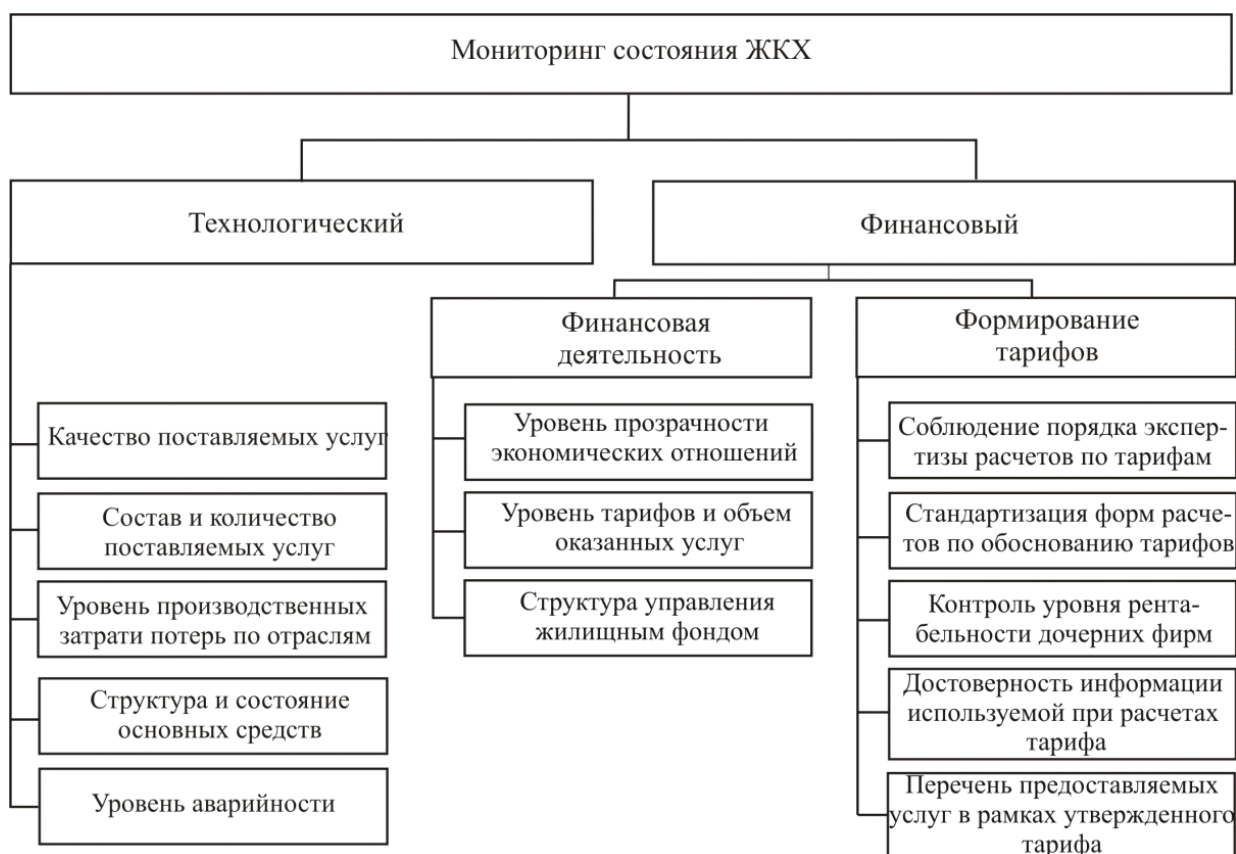 Мониторинг состояния ЖКХ
Технологический
Финансовый
Финансовая
деятельность
Формирование
тарифов
Качество поставляемых услуг
Состав и количество
поставляемых услуг
Уровень производственных
затрати потерь по отраслям
Структура и состояние
основных средств
Уровень аварийности
Уровень прозрачности
экономических отношений
Уровень тарифов и объем
оказанных услуг
Структура управления
жилищным фондом
Соблюдение порядка экспер-
тизы расчетов по тарифам
Стандартизация форм расче-
тов по обоснованию тарифов
Контроль уровня рента-
бельности дочерних фирм
Достоверность информации
используемой при расчетах
тарифа
Перечень предоставляемых
услуг в рамках утвержденного
тарифа